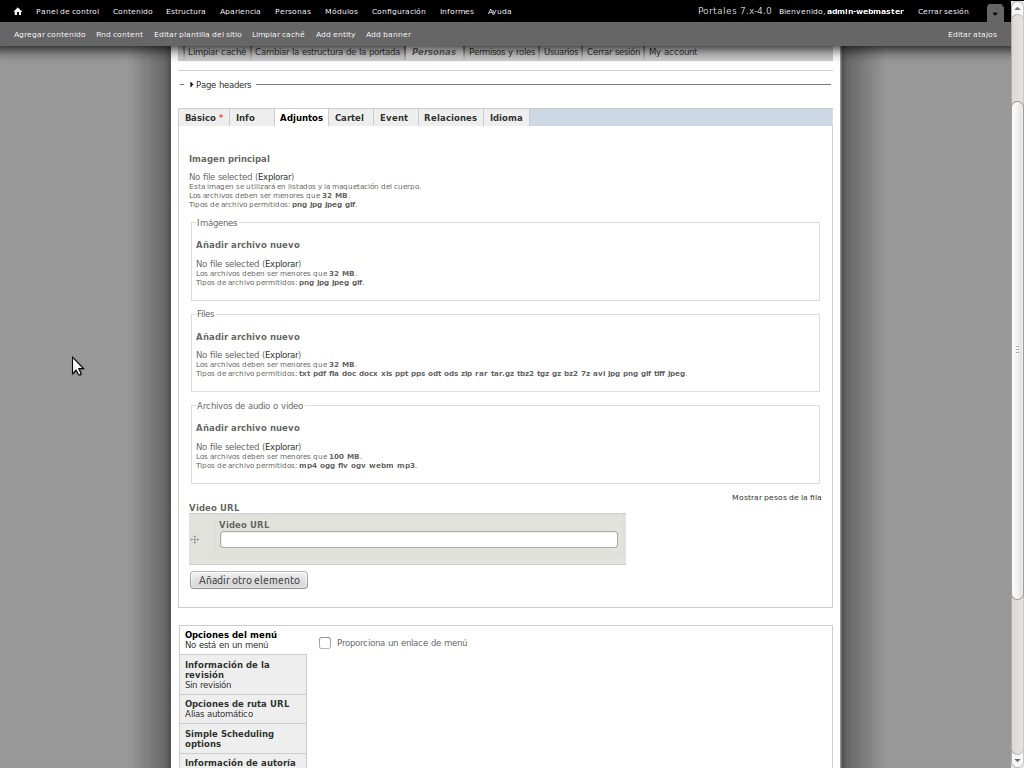 Panel de control Contenido Estructura Apariencia Personas Módulos Configuración Informes Ayuda Portales 7.x-4.0 Bienvenido, admin-webmaster Cerrar sesión
Agregar contenido Find content Editar plantilla del sitio Limpiar caché Add entity Add banner Editar atajos
Limpiar caché Cambiar la estructura de la portada Personas Permisos y roles Usuarios Cerrar sesión My account
Page headers
Básico * Info Adjuntos Cartel Event Relaciones Idioma
Imagen principal
No file selected (Explorar)
Esta imagen se utilizará en listados y la maquetación del cuerpo.
Los archivos deben ser menores que 32 MB.
Tipos de archivo permitidos: png jpg jpeg gif.
Imágenes
Añadir archivo nuevo
No file selected (Explorar)
Los archivos deben ser menores que 32 MB.
Tipos de archivo permitidos: png jpg jpeg gif.
Files
Añadir archivo nuevo
No file selected (Explorar)
Los archivos deben ser menores que 32 MB.
Tipos de archivo permitidos: txt pdf fla doc docx xls ppt pps odt ods zip rar tar.gz tbz2 tgz gz bz2 7z avi jpg png gif tiff jpeg.
Archivos de audio o video
Añadir archivo nuevo
No file selected (Explorar)
Los archivos deben ser menores que 100 MB.
Tipos de archivo permitidos: mp4 ogg flv ogv webm mp3.
Mostrar pesos de la fila
Video URL
Video URL
Añadir otro elemento
Opciones del menú
No está en un menú
Proporciona un enlace de menú
Información de la
revisión
Sin revisión
Opciones de ruta URL
Alias automático
Simple Scheduling
options
Información de autoría